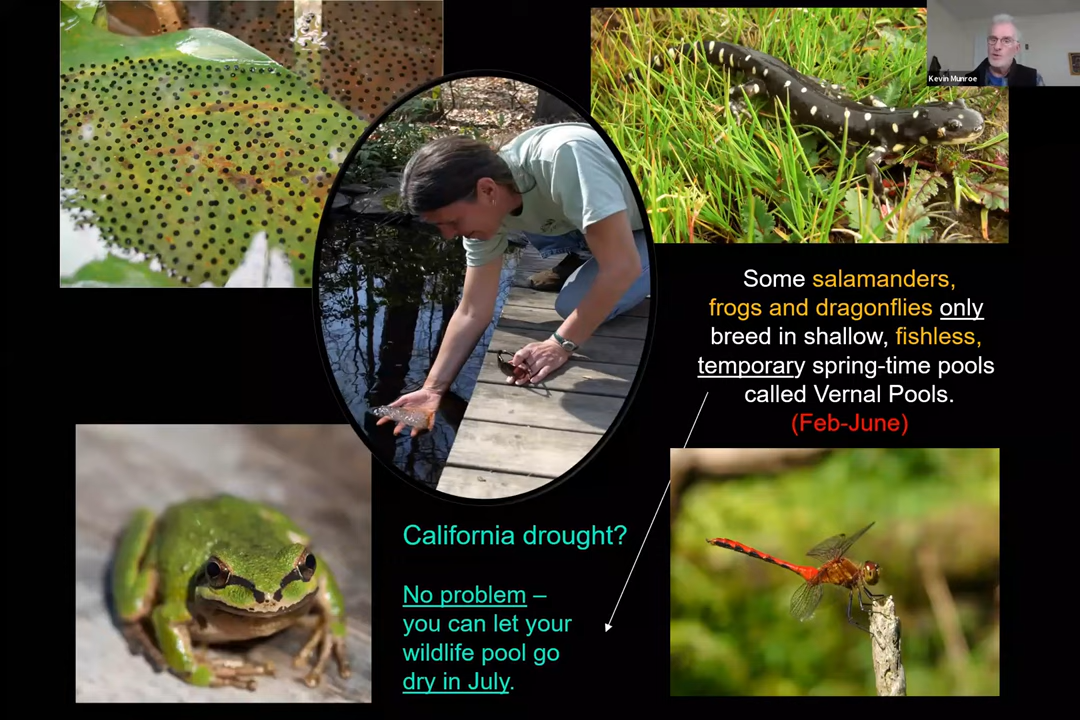 Kevin Munroe
Some salamanders,
frogs and dragonflies only
breed in shallow, fishless,
temporary spring-time pools
called Vernal Pools.
(Feb-June)
California drought?
No problem –
you can let your
wildlife pool go
dry in July.